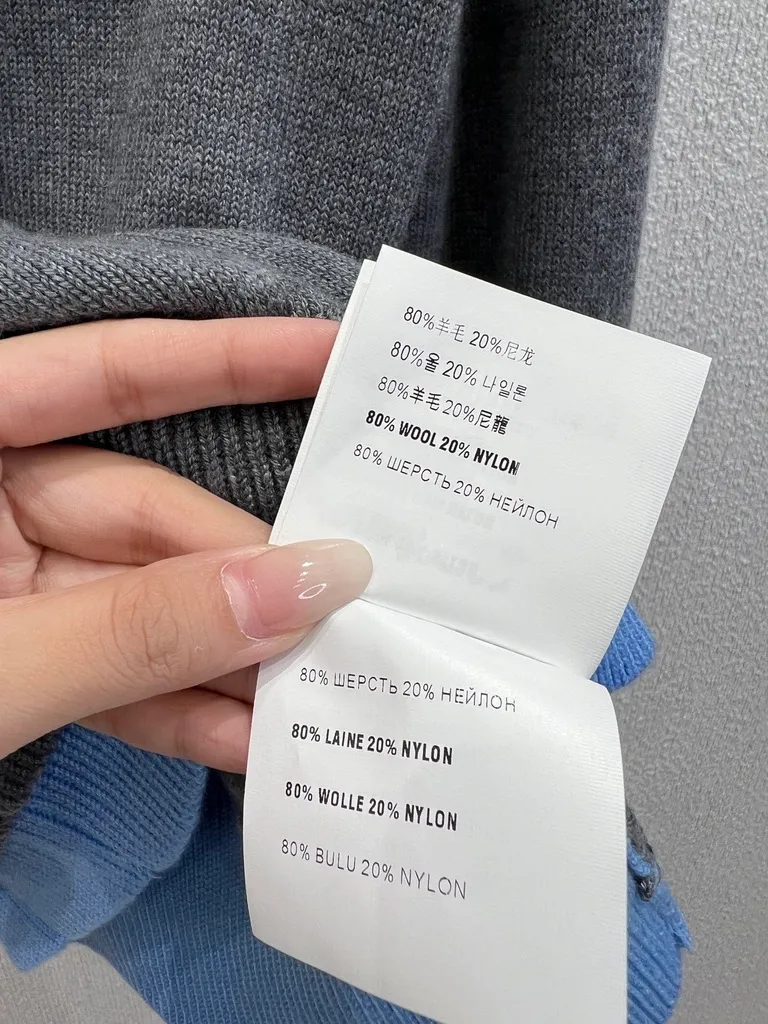 80%羊毛 20%尼龙
80%울 20% 나일론
80%羊毛20%尼龍
80% WOOL 20% NYLON
80% ШЕРСТЬ 20% НЕЙЛОН
80% ШЕРСТЬ 20% НЕЙЛОН
80% LAINE 20% NYLON
80% WOLLE 20% NYLON
80% BULU 20% NYLON